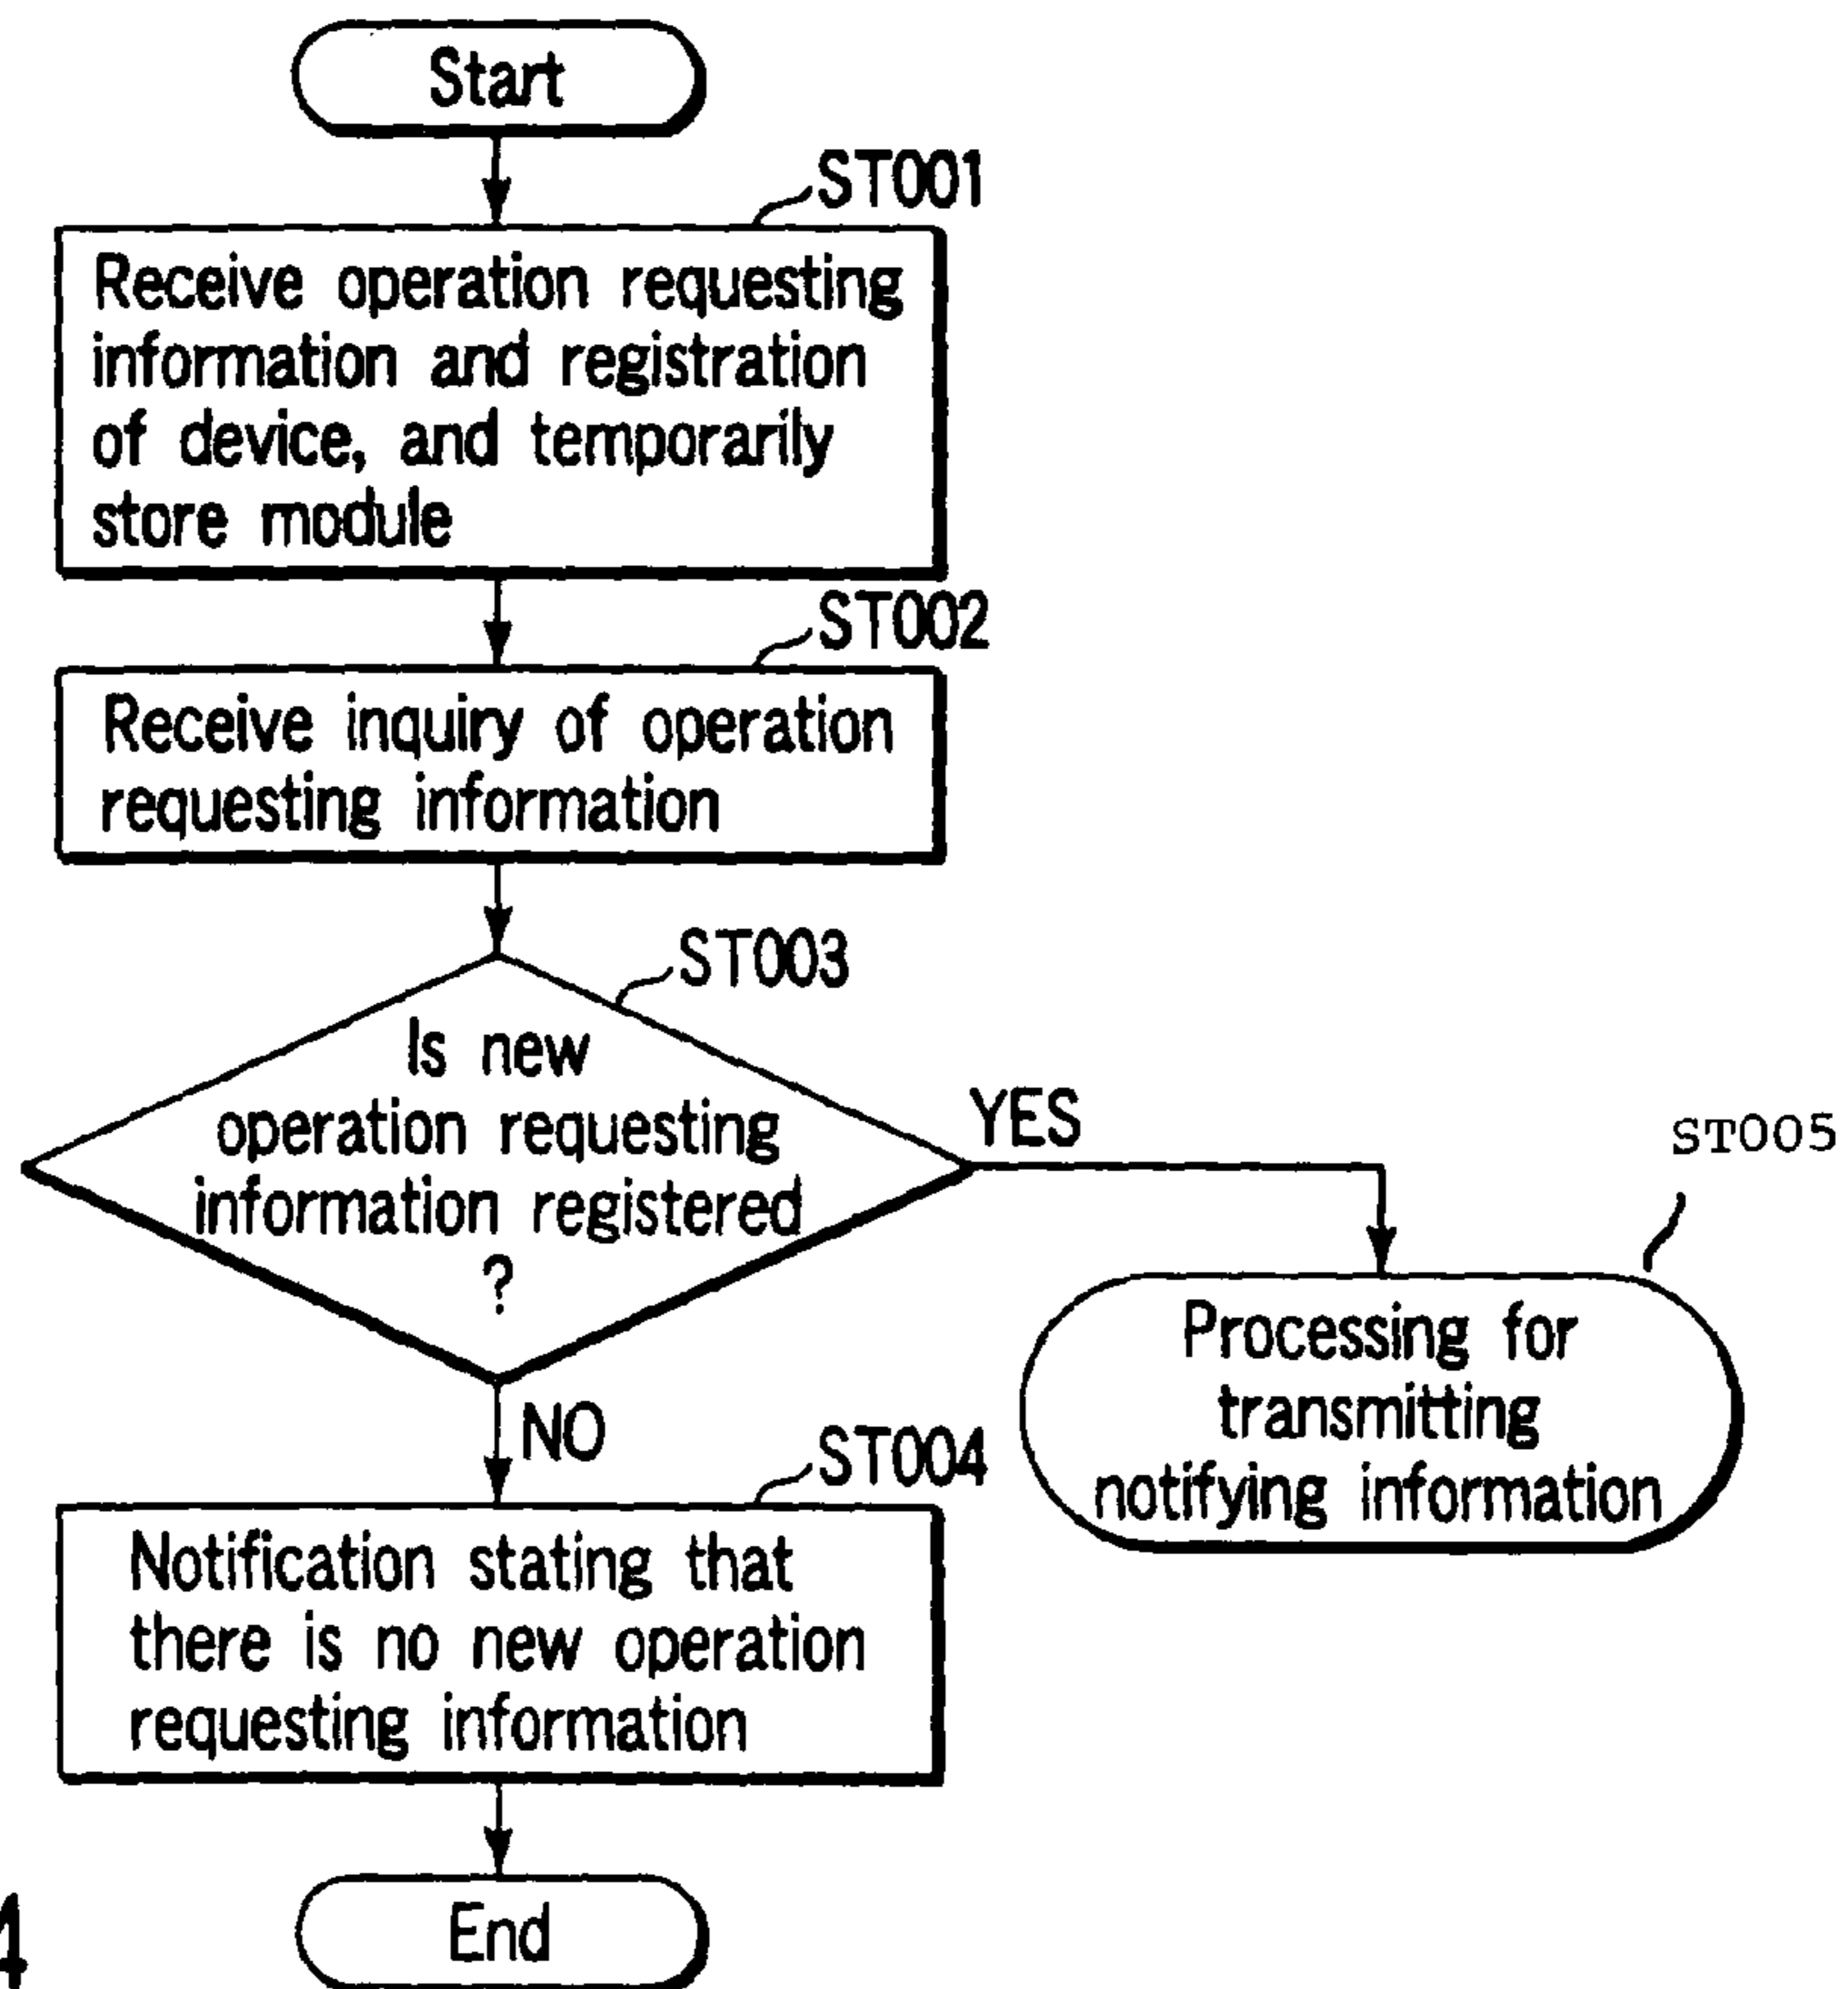 Start
ST001
Receive operation requesting
information and registration
of device, and temporarily
store module
ST002
Receive inquiry of operation
requesting information
ST003
Is new
operation requesting
information registered
?
YES
ST005
Processing for
transmitting
notifying information
NO
ST004
Notification stating that
there is no new operation
requesting information
End
4